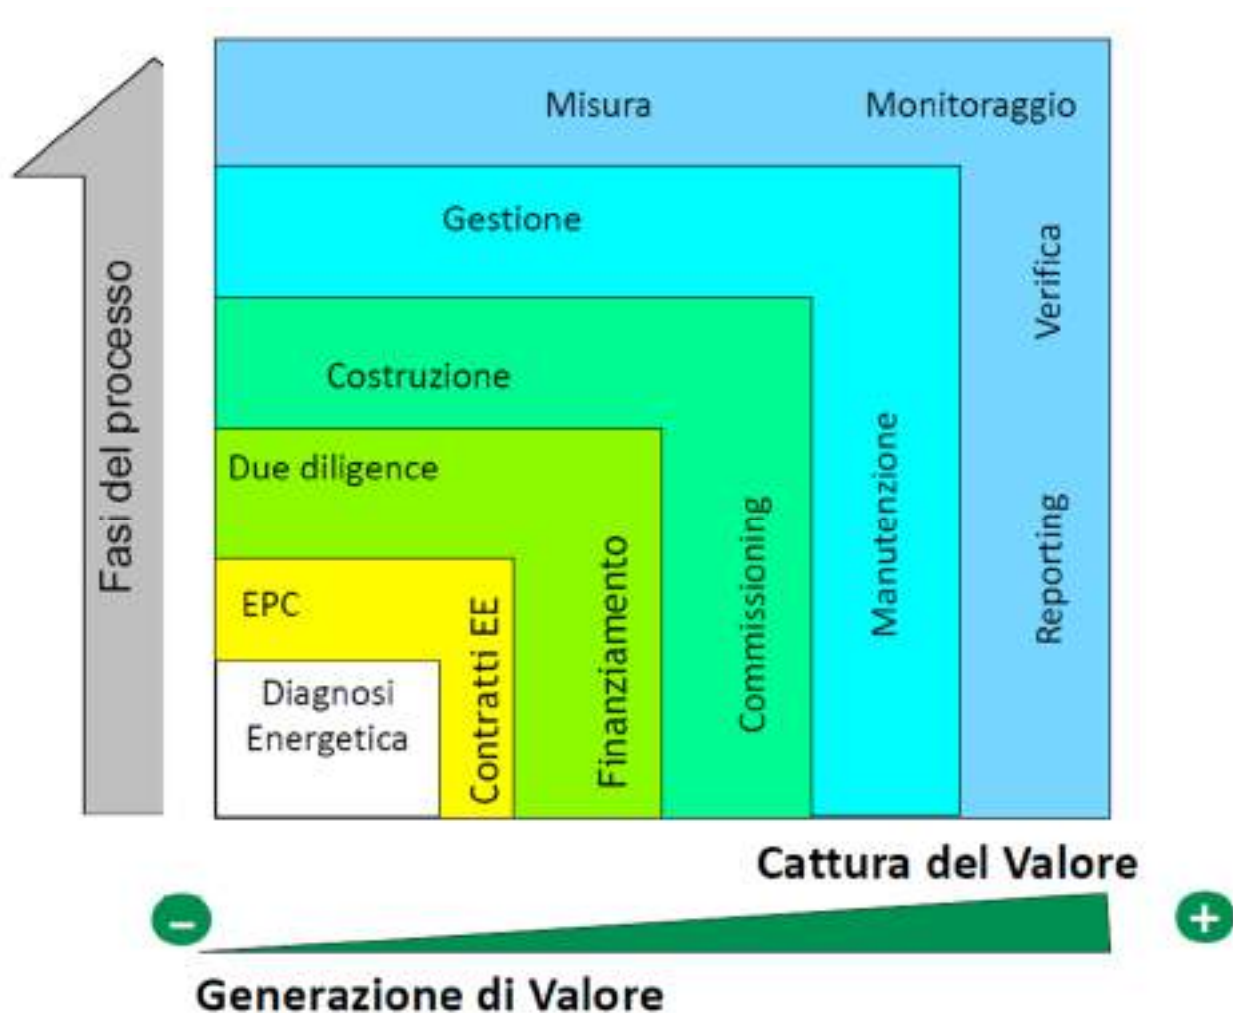 Misura
Monitoraggio
Gestione
Verifica
Fasi del processo
Costruzione
Due diligence
Manutenzione
Reporting
Commissioning
Finanziamento
EPC
Contratti EE
Diagnosi
Energetica
Cattura del Valore
–
+
Generazione di Valore